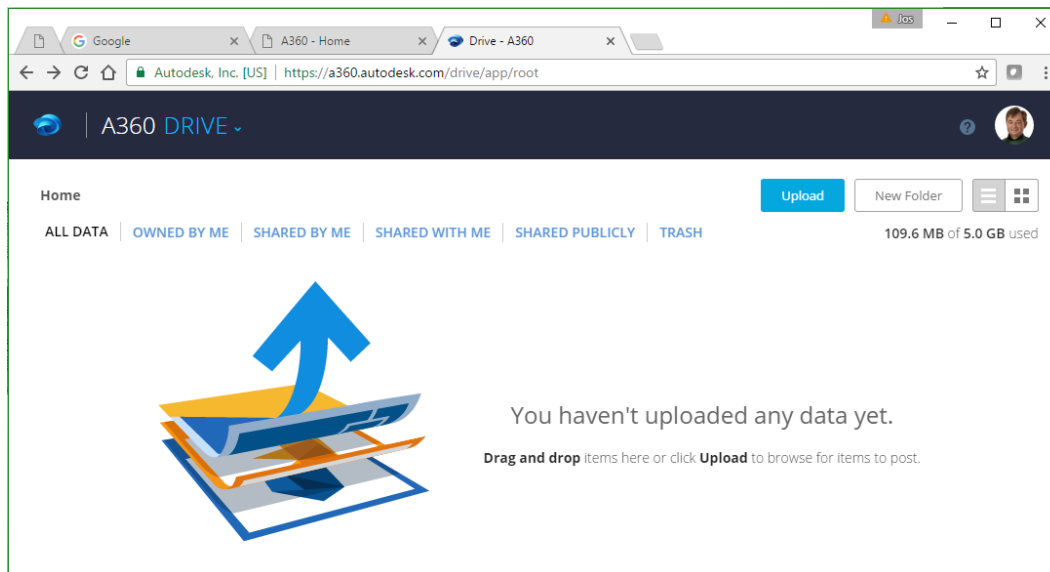 Jos
Google
A360 - Home
Drive - A360
Autodesk, Inc. [US] | https://a360.autodesk.com/drive/app/root
A360 DRIVE
?
Home
Upload
New Folder
ALL DATA
OWNED BY ME
SHARED BY ME
SHARED WITH ME
SHARED PUBLICLY
TRASH
109.6 MB of 5.0 GB used
You haven't uploaded any data yet.
Drag and drop items here or click Upload to browse for items to post.